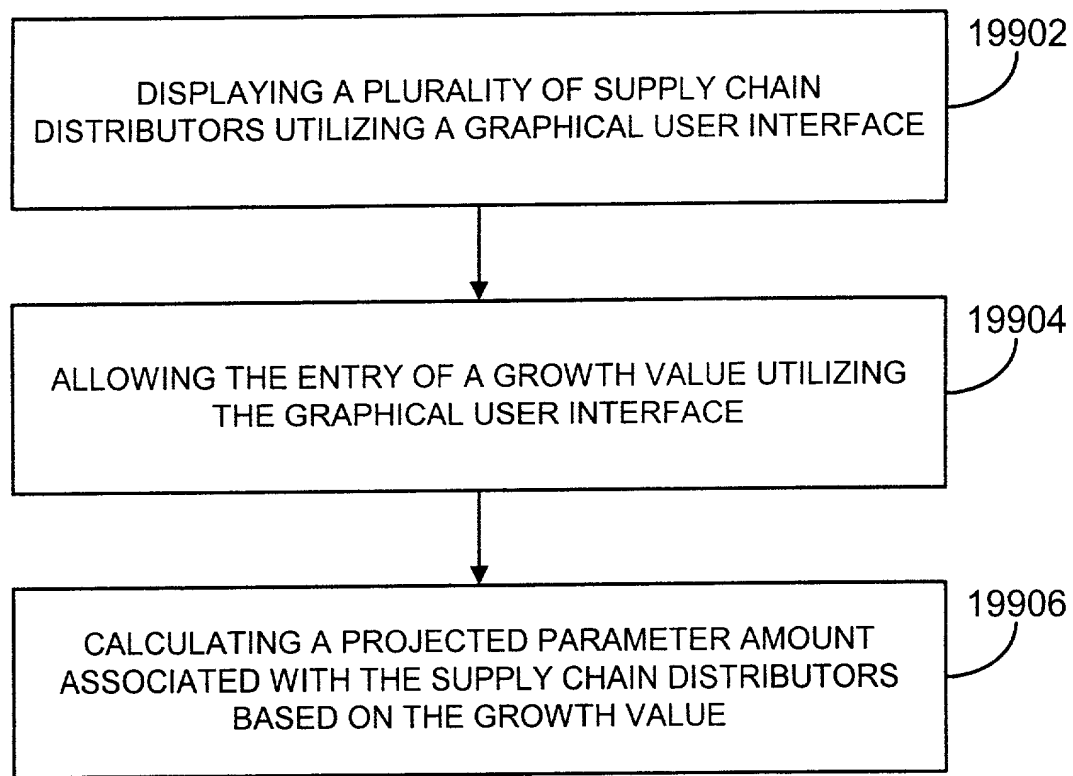 19902
DISPLAYING A PLURALITY OF SUPPLY CHAIN
DISTRIBUTORS UTILIZING A GRAPHICAL USER INTERFACE
19904
ALLOWING THE ENTRY OF A GROWTH VALUE UTILIZING
THE GRAPHICAL USER INTERFACE
19906
CALCULATING A PROJECTED PARAMETER AMOUNT
ASSOCIATED WITH THE SUPPLY CHAIN DISTRIBUTORS
BASED ON THE GROWTH VALUE